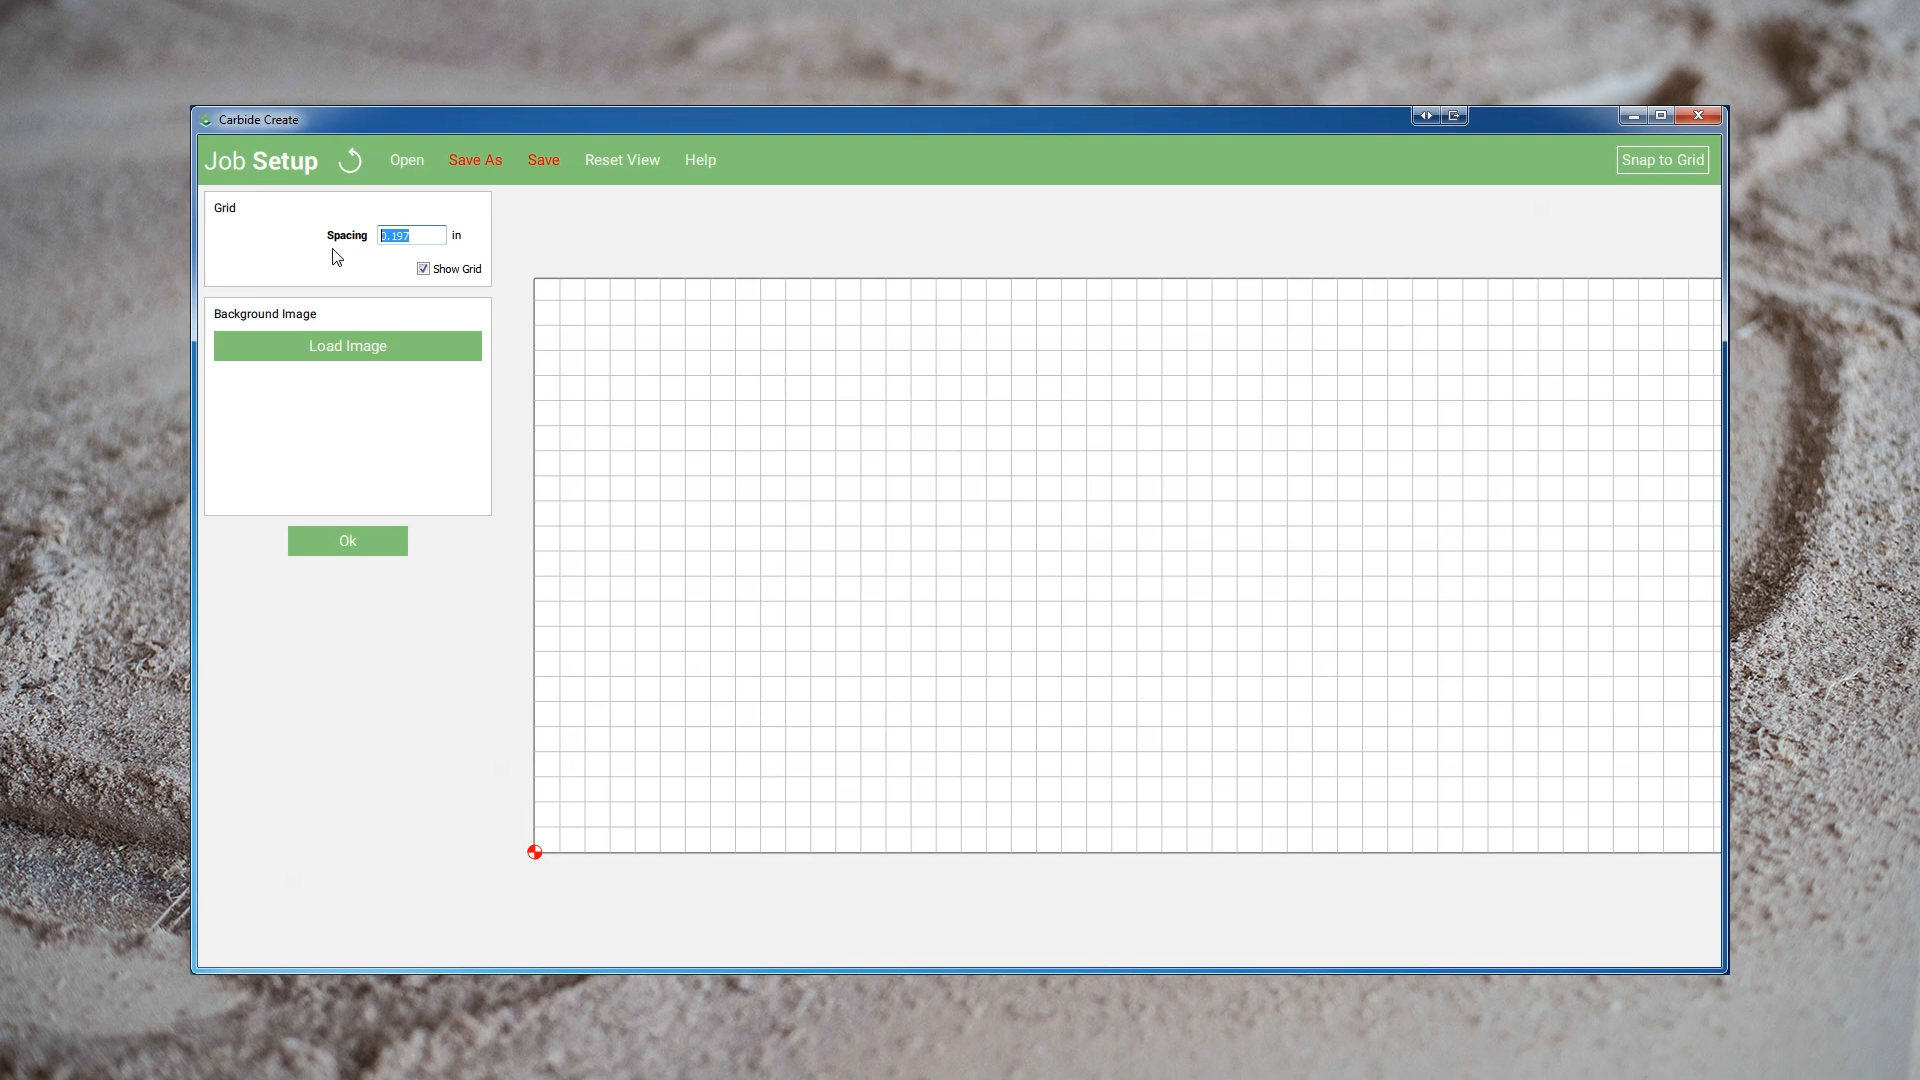 Carbide Create
Job Setup Open Save As Save Reset View Help Snap to Grid
Grid
Spacing 0.197 in
Show Grid
Background Image
Load Image
Ok